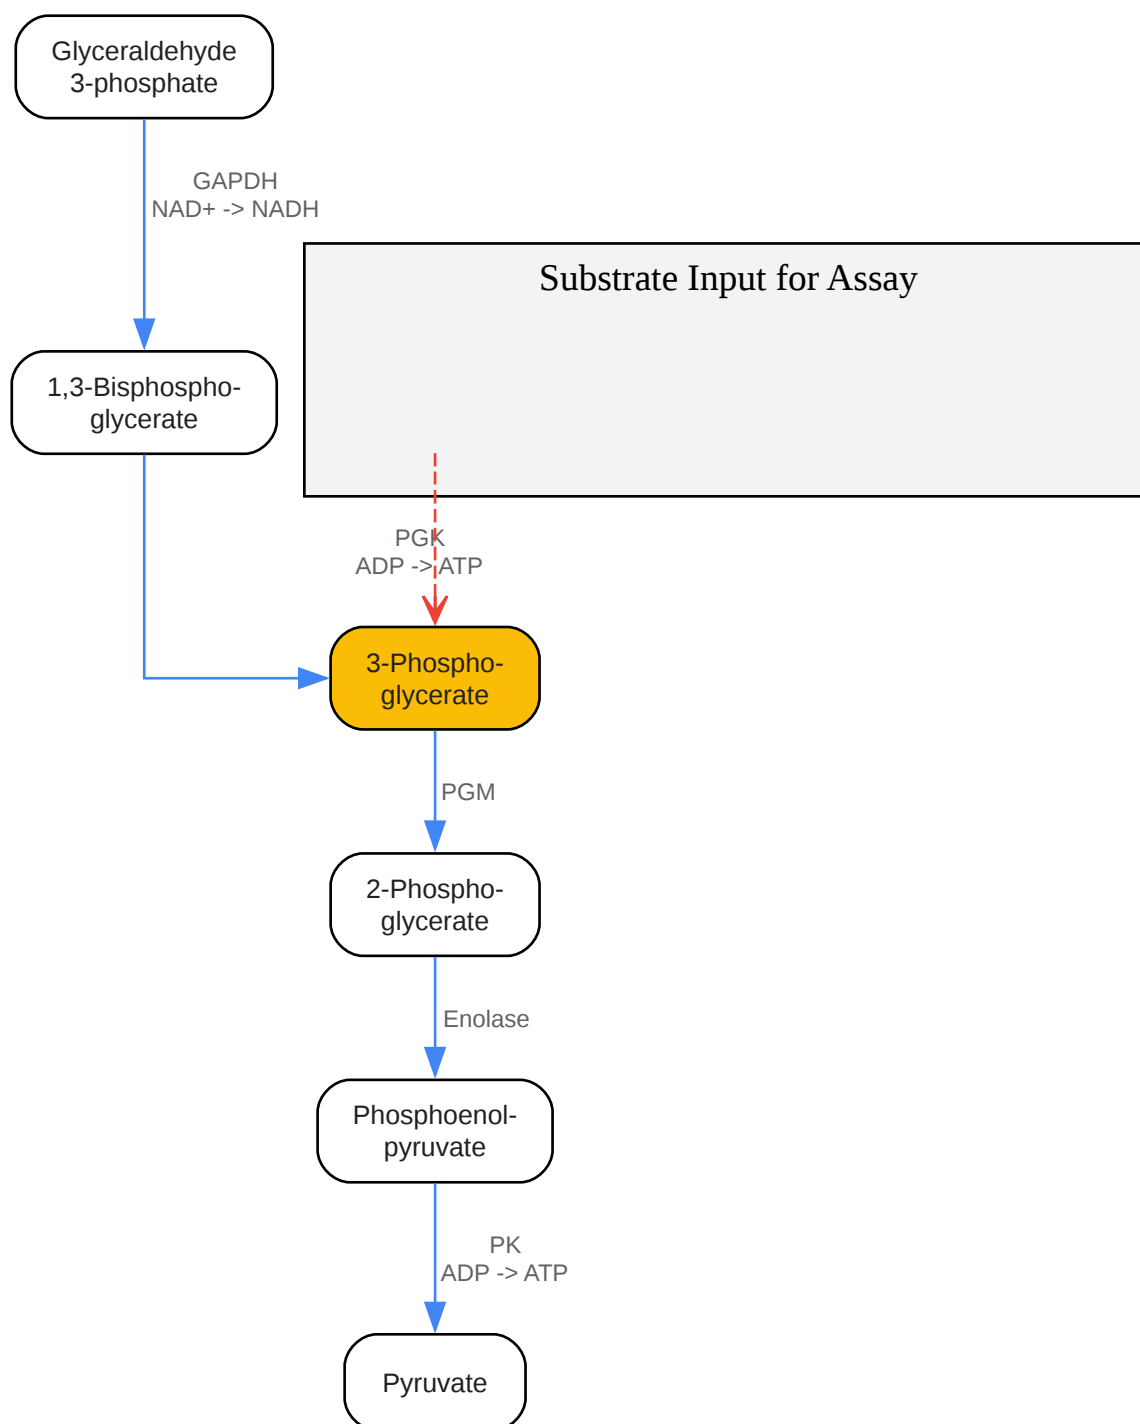 Glyceraldehyde
3-phosphate
GAPDH
NAD+ -> NADH
Substrate Input for Assay
1,3-Bisphospho-
glycerate
PGK
ADP -> ATP
3-Phospho-
glycerate
PGM
2-Phospho-
glycerate
Enolase
Phosphoenol-
pyruvate
PK
ADP -> ATP
Pyruvate